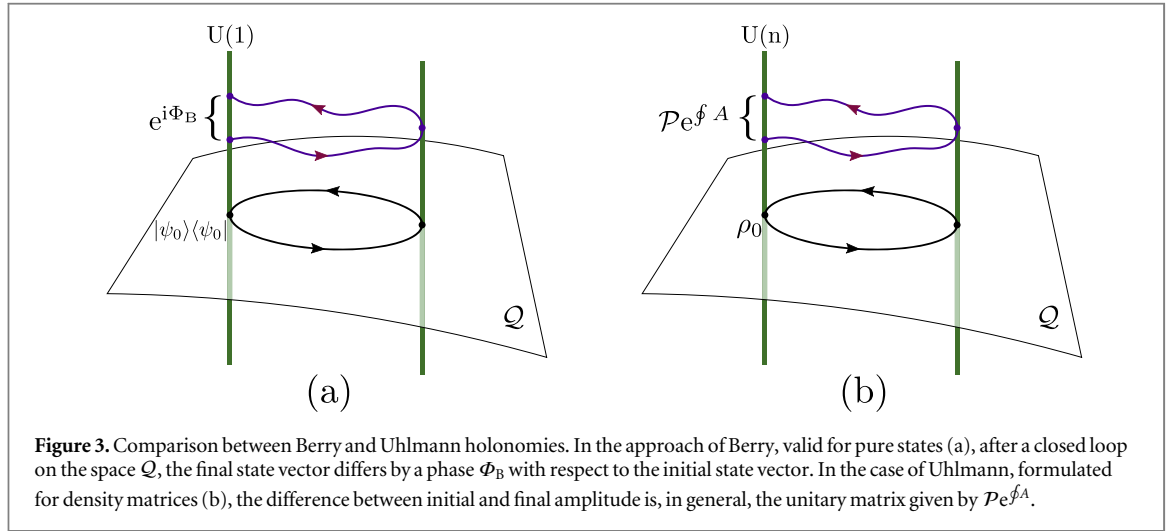 U(1)
U(n)
e^{iΦ_B} {
𝒫e^{∮ A} {
|ψ₀⟩⟨ψ₀|
ρ₀
𝒬
𝒬
(a)
(b)
Figure 3. Comparison between Berry and Uhlmann holonomies. In the approach of Berry, valid for pure states (a), after a closed loop
on the space 𝒬, the final state vector differs by a phase Φ_B with respect to the initial state vector. In the case of Uhlmann, formulated
for density matrices (b), the difference between initial and final amplitude is, in general, the unitary matrix given by 𝒫e^{∮A}.